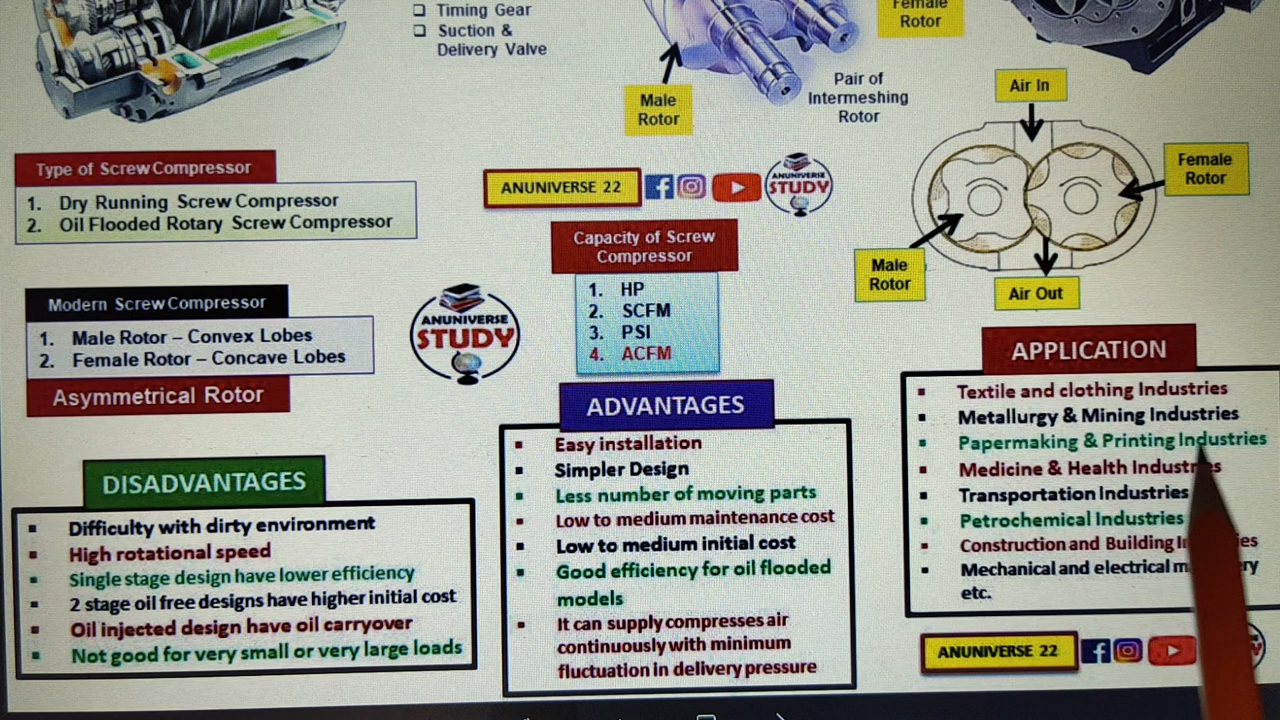 Timing Gear
Suction &
Delivery Valve
Male
Rotor
Female
Rotor
Pair of
Intermeshing
Rotor
Air In
Female
Rotor
Male
Rotor
Air Out
Type of Screw Compressor
1. Dry Running Screw Compressor
2. Oil Flooded Rotary Screw Compressor
ANUNIVERSE 22
ANUNIVERSE
STUDY
Capacity of Screw
Compressor
1. HP
2. SCFM
3. PSI
4. ACFM
Modern Screw Compressor
1. Male Rotor – Convex Lobes
2. Female Rotor – Concave Lobes
Asymmetrical Rotor
ANUNIVERSE
STUDY
DISADVANTAGES
Difficulty with dirty environment
High rotational speed
Single stage design have lower efficiency
2 stage oil free designs have higher initial cost
Oil injected design have oil carryover
Not good for very small or very large loads
ADVANTAGES
Easy installation
Simpler Design
Less number of moving parts
Low to medium maintenance cost
Low to medium initial cost
Good efficiency for oil flooded
models
It can supply compresses air
continuously with minimum
fluctuation in delivery pressure
APPLICATION
Textile and clothing Industries
Metallurgy & Mining Industries
Papermaking & Printing Industries
Medicine & Health Industries
Transportation Industries
Petrochemical Industries
Construction and Building
Mechanical and electrical
etc.
ANUNIVERSE 22